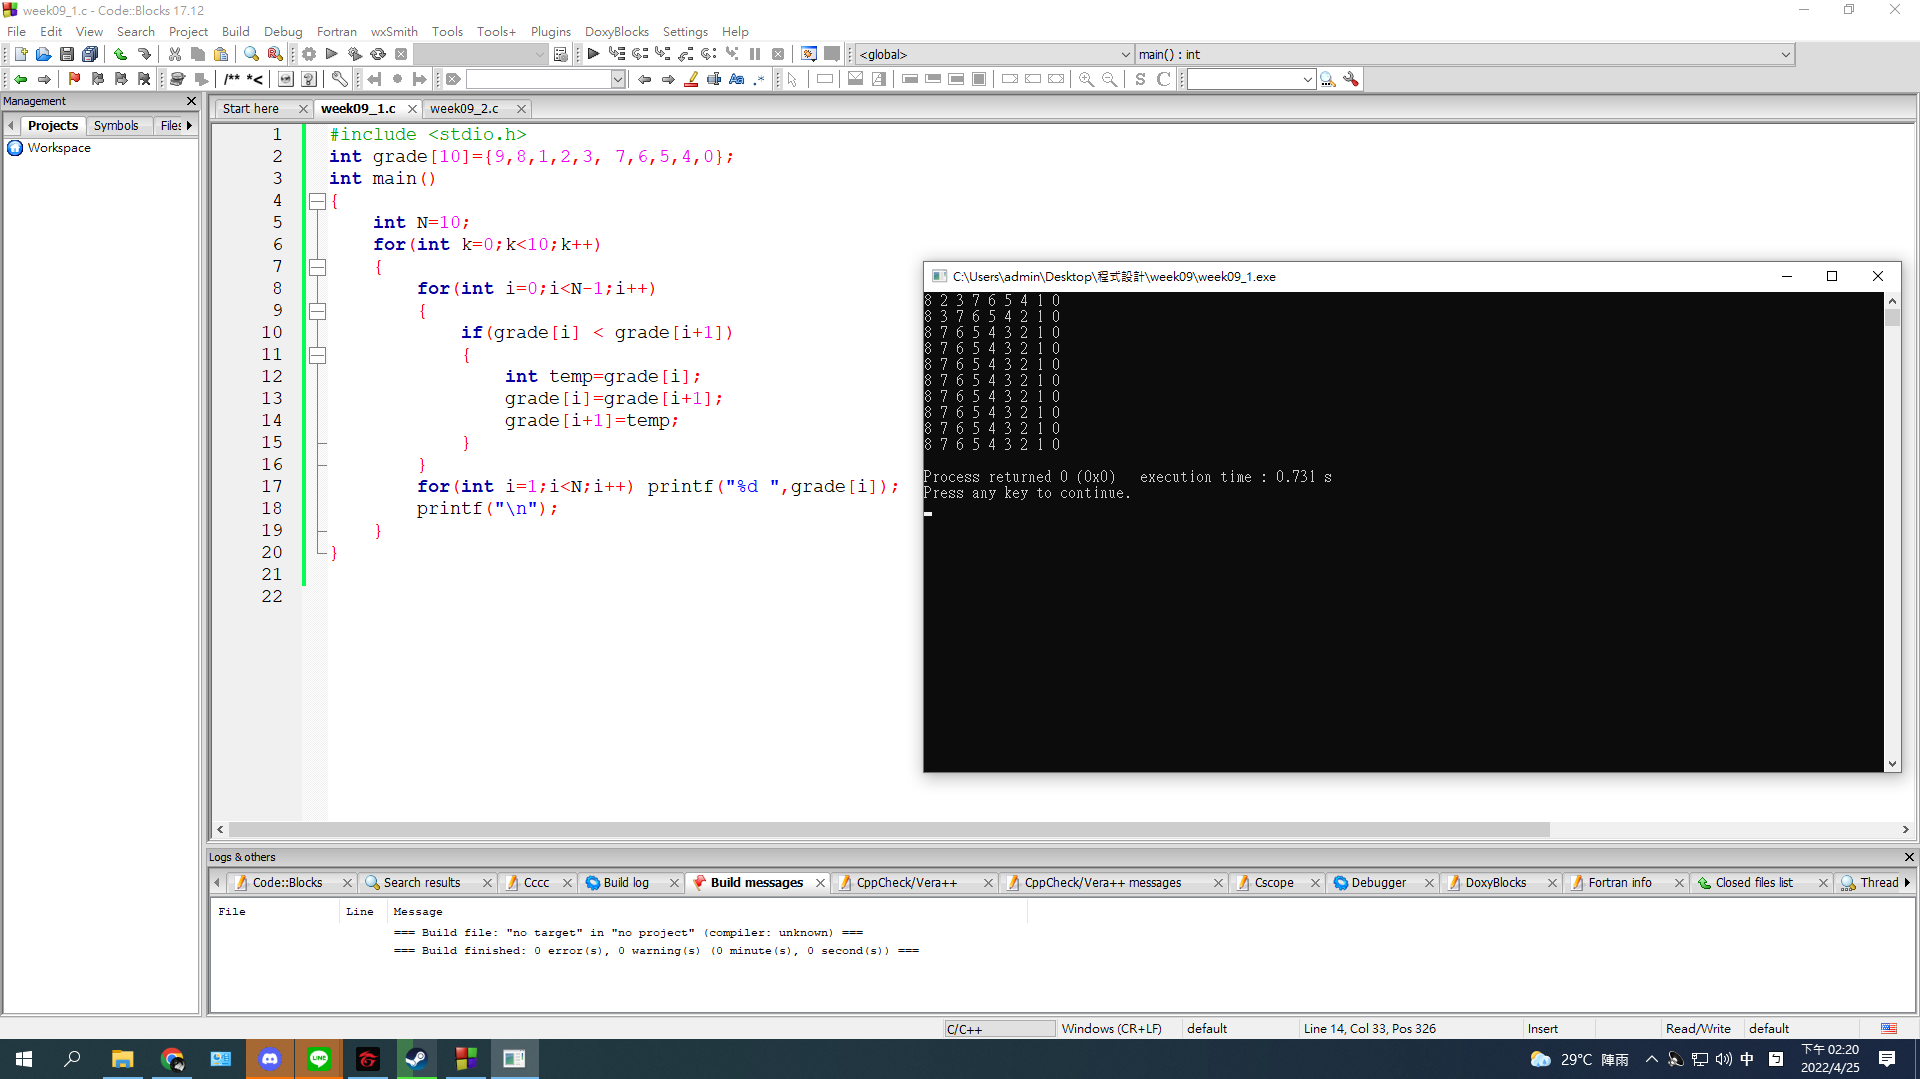 week09_1.c - Code::Blocks 17.12
File Edit View Search Project Build Debug Fortran wxSmith Tools Tools+ Plugins DoxyBlocks Settings Help
<global> main() : int
/** *<
Management
Projects Symbols Files
Workspace
Start here week09_1.c week09_2.c
1 #include <stdio.h>
2 int grade[10]={9,8,1,2,3, 7,6,5,4,0};
3 int main()
4 {
5 int N=10;
6 for(int k=0;k<10;k++)
7 {
8 for(int i=0;i<N-1;i++)
9 {
10 if(grade[i] < grade[i+1])
11 {
12 int temp=grade[i];
13 grade[i]=grade[i+1];
14 grade[i+1]=temp;
15 }
16 }
17 for(int i=1;i<N;i++) printf("%d ",grade[i]);
18 printf("\n");
19 }
20 }
21
22
C:\Users\admin\Desktop\程式設計\week09\week09_1.exe
8 2 3 7 6 5 4 1 0
8 3 7 6 5 4 2 1 0
8 7 6 5 4 3 2 1 0
8 7 6 5 4 3 2 1 0
8 7 6 5 4 3 2 1 0
8 7 6 5 4 3 2 1 0
8 7 6 5 4 3 2 1 0
8 7 6 5 4 3 2 1 0
8 7 6 5 4 3 2 1 0
8 7 6 5 4 3 2 1 0
Process returned 0 (0x0)   execution time : 0.731 s
Press any key to continue.
Logs & others
Code::Blocks Search results Cccc Build log Build messages CppCheck/Vera++ CppCheck/Vera++ messages Cscope Debugger DoxyBlocks Fortran info Closed files list Thread
File Line Message
=== Build file: "no target" in "no project" (compiler: unknown) ===
=== Build finished: 0 error(s), 0 warning(s) (0 minute(s), 0 second(s)) ===
C/C++ Windows (CR+LF) default Line 14, Col 33, Pos 326 Insert Read/Write default
29°C 陣雨 中 下午 02:20
2022/4/25